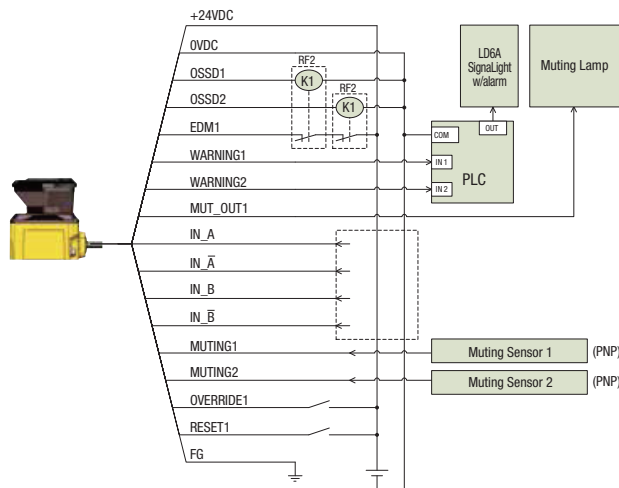 +24VDC
0VDC
OSSD1
OSSD2
EDM1
WARNING1
WARNING2
MUT_OUT1
IN_A
IN_A̅
IN_B
IN_B̅
MUTING1
MUTING2
OVERRIDE1
RESET1
FG
RF2
K1
RF2
K1
LD6A
SignaLight
w/alarm
Muting Lamp
COM
OUT
IN 1
IN 2
PLC
Muting Sensor 1
(PNP)
Muting Sensor 2
(PNP)